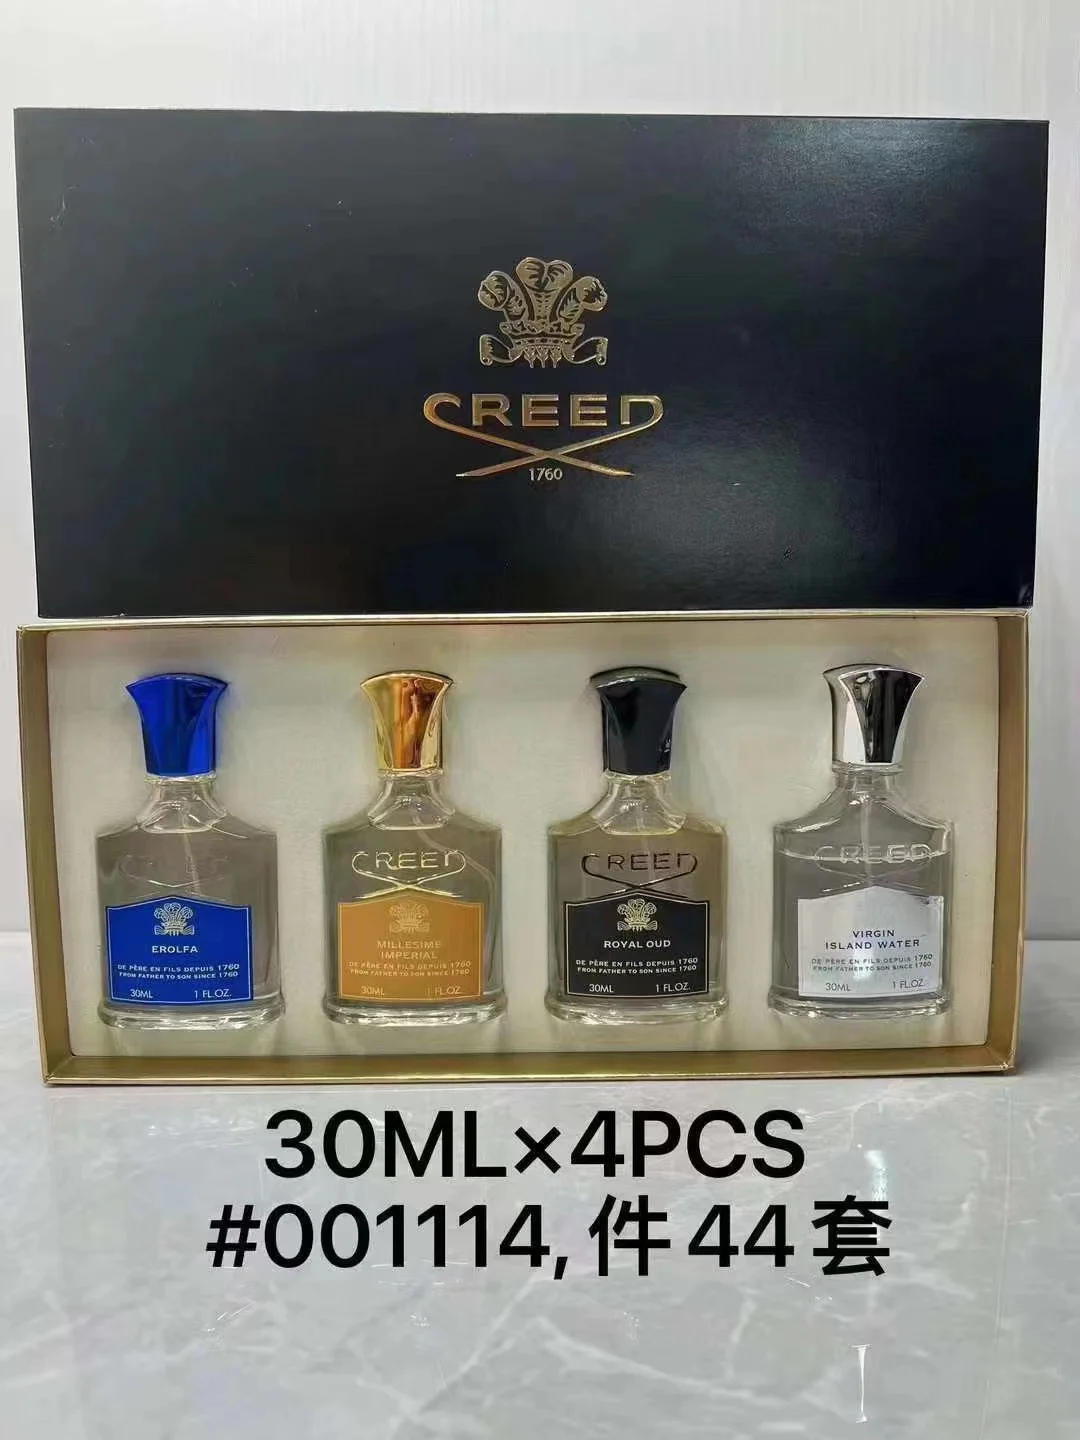 CREED
1760
CREED
CREED
CREED
CREED
EROLFA
DE PÈRE EN FILS DEPUIS 1760
FROM FATHER TO SON SINCE 1760
30ML 1 FL.OZ.
MILLESIME
IMPERIAL
DE PÈRE EN FILS DEPUIS 1760
FROM FATHER TO SON SINCE 1760
30ML 1 FL.OZ.
ROYAL OUD
DE PÈRE EN FILS DEPUIS 1760
FROM FATHER TO SON SINCE 1760
30ML 1 FL.OZ.
VIRGIN
ISLAND WATER
DE PÈRE EN FILS DEPUIS 1760
FROM FATHER TO SON SINCE 1760
30ML 1 FL.OZ.
30ML×4PCS
#001114,件44套